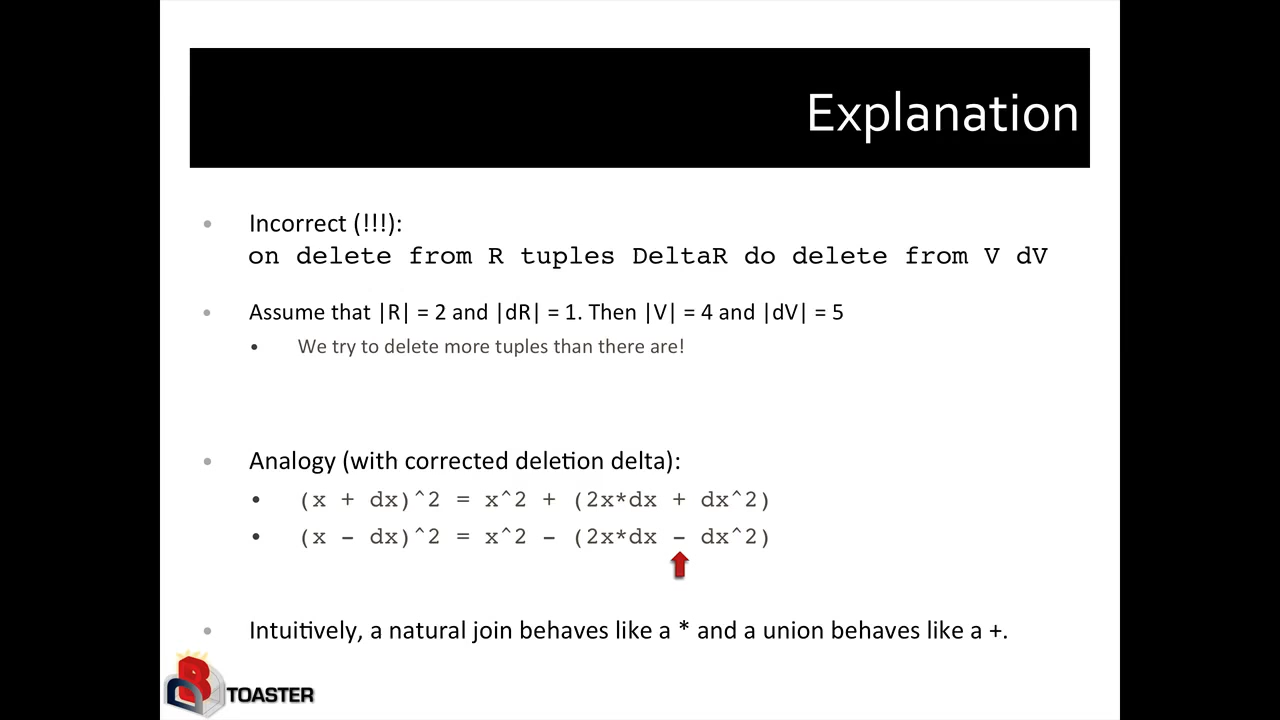 Explanation
• Incorrect (!!!):
on delete from R tuples DeltaR do delete from V dV
• Assume that |R| = 2 and |dR| = 1. Then |V| = 4 and |dV| = 5
• We try to delete more tuples than there are!
• Analogy (with corrected deletion delta):
• (x + dx)^2 = x^2 + (2x*dx + dx^2)
• (x – dx)^2 = x^2 – (2x*dx – dx^2)
• Intuitively, a natural join behaves like a * and a union behaves like a +.
DB TOASTER